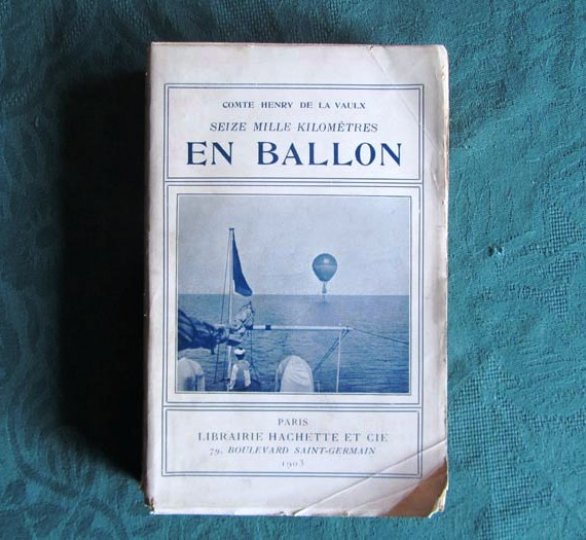 COMTE HENRY DE LA VAULX
SEIZE MILLE KILOMÈTRES
EN BALLON
PARIS
LIBRAIRIE HACHETTE ET CIE
79, BOULEVARD SAINT-GERMAIN
1903